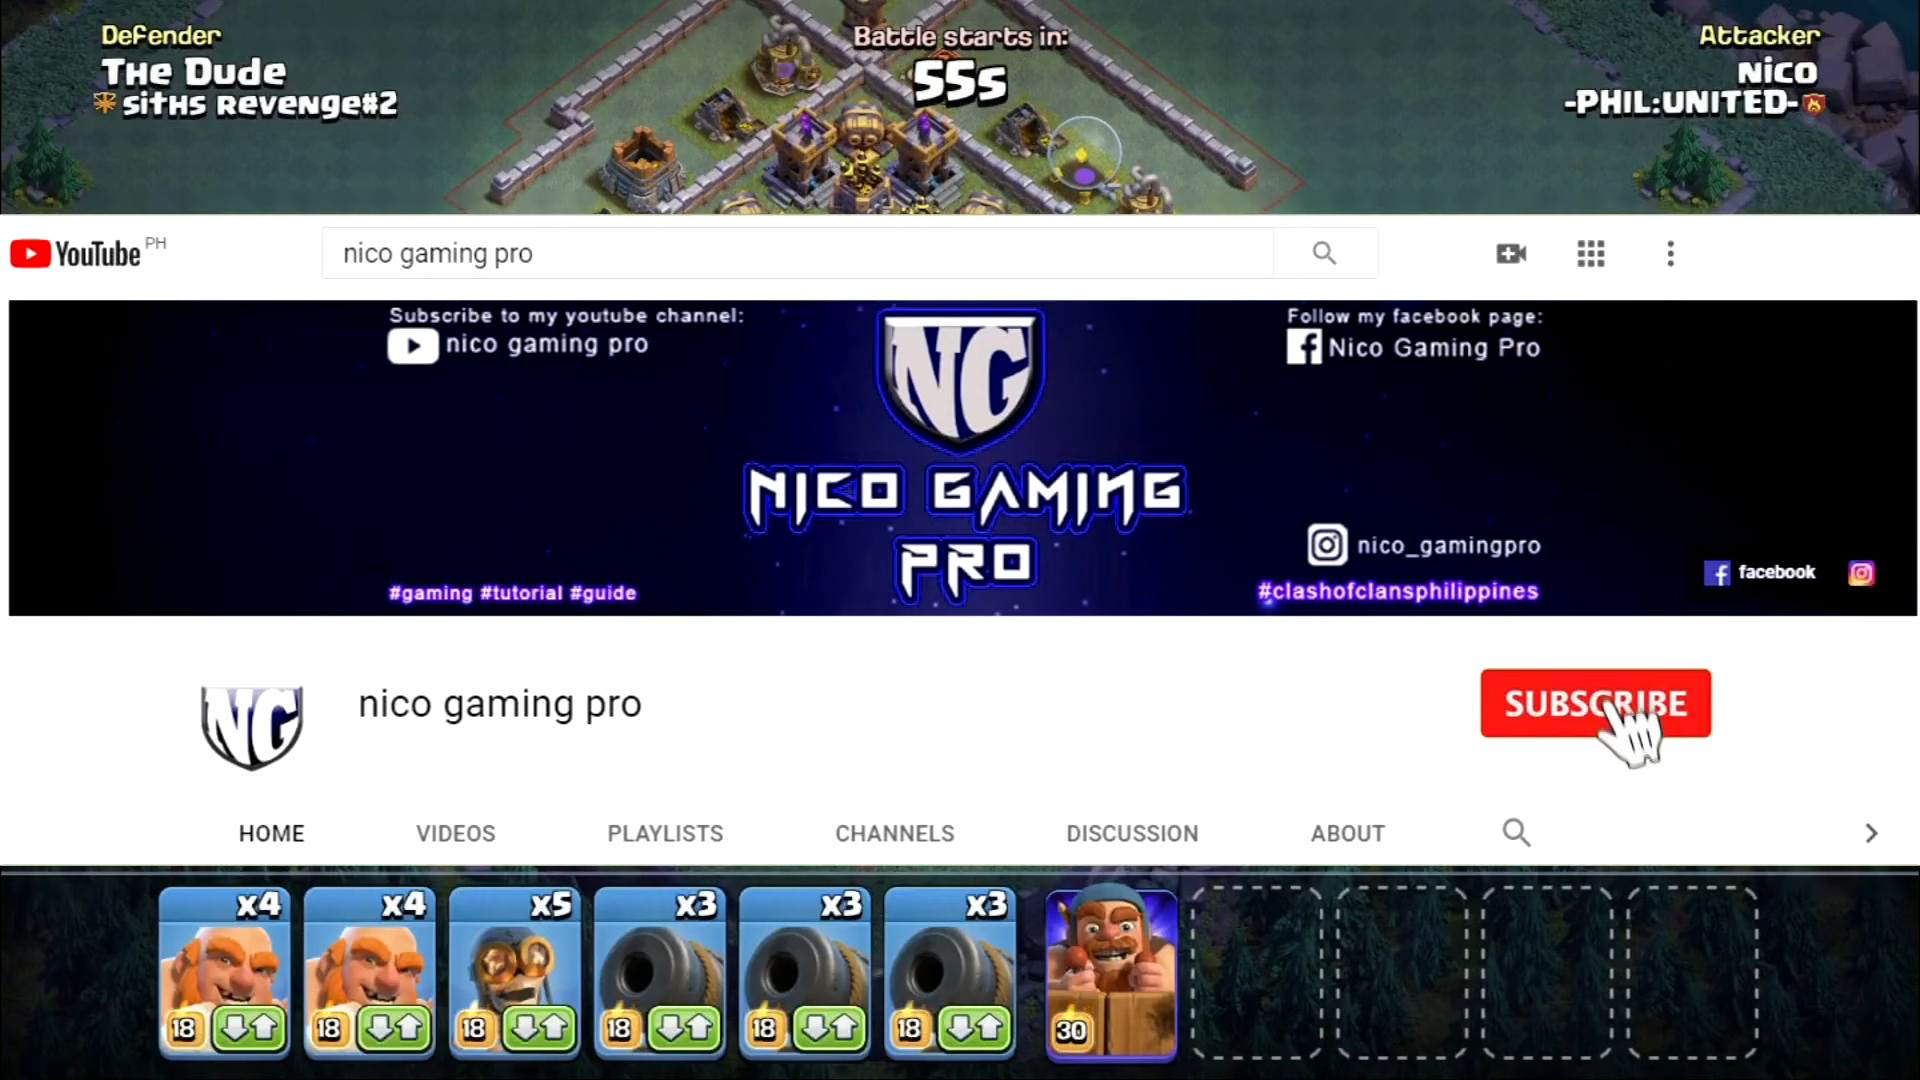 Defender
The Dude
siths revenge#2
Battle starts in:
55s
Attacker
NiCO
-PHIL:UNITED-
YouTube PH
nico gaming pro
Subscribe to my youtube channel:
nico gaming pro
NG
NICO GAMING
PRO
Follow my facebook page:
Nico Gaming Pro
nico_gamingpro
#gaming #tutorial #guide
#clashofclansphilippines
facebook
NG
nico gaming pro
SUBSCRIBE
HOME
VIDEOS
PLAYLISTS
CHANNELS
DISCUSSION
ABOUT
x4
x4
x5
x3
x3
x3
18
18
18
18
18
18
30